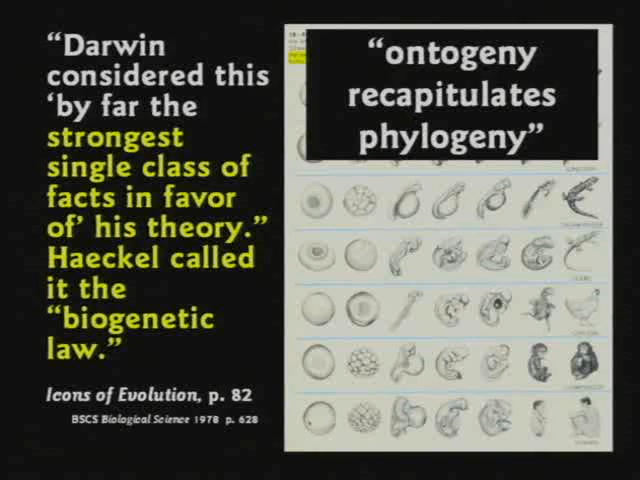 “Darwin
considered this
‘by far the
strongest
single class of
facts in favor
of’ his theory.”
Haeckel called
it the
“biogenetic
law.”
Icons of Evolution, p. 82
BSCS Biological Science 1978 p. 628
“ontogeny
recapitulates
phylogeny”